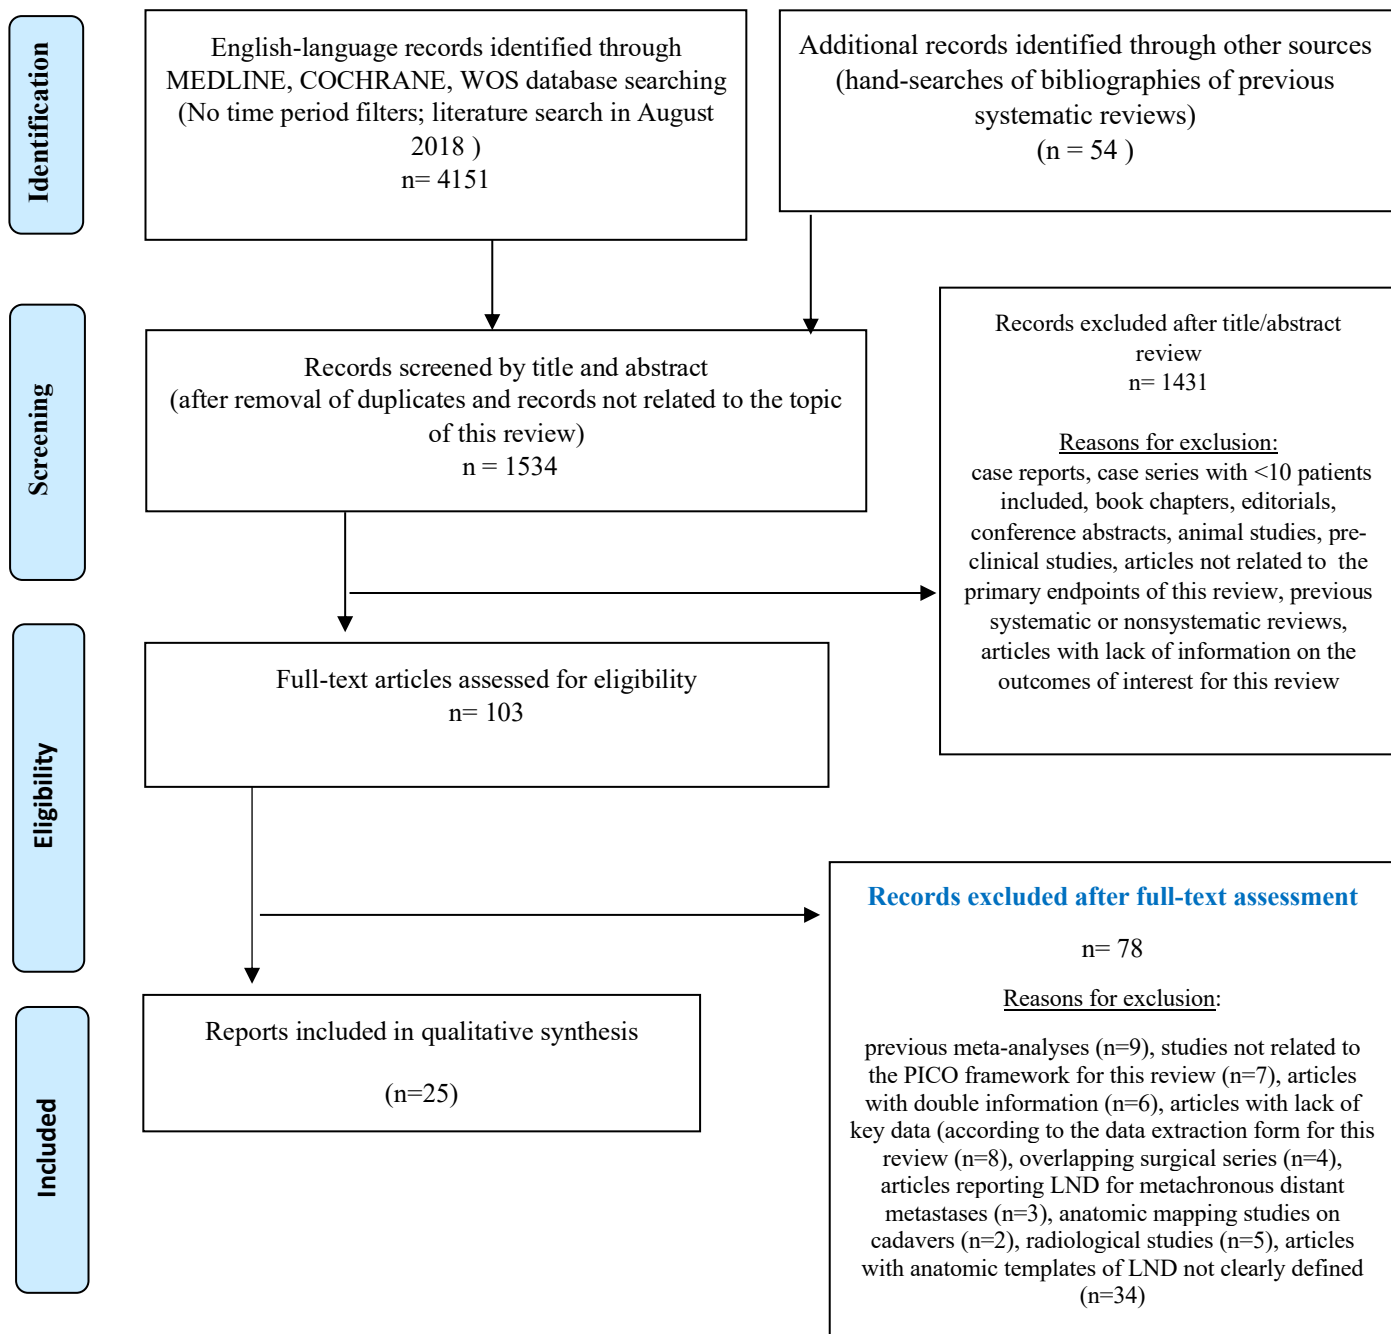 Identification
English-language records identified through
MEDLINE, COCHRANE, WOS database searching
(No time period filters; literature search in August
2018 )
n= 4151
Additional records identified through other sources
(hand-searches of bibliographies of previous
systematic reviews)
(n = 54 )
Screening
Records screened by title and abstract
(after removal of duplicates and records not related to the topic
of this review)
n = 1534
Records excluded after title/abstract
review
n= 1431
Reasons for exclusion:
case reports, case series with <10 patients
included, book chapters, editorials,
conference abstracts, animal studies, pre-
clinical studies, articles not related to the
primary endpoints of this review, previous
systematic or nonsystematic reviews,
articles with lack of information on the
outcomes of interest for this review
Eligibility
Full-text articles assessed for eligibility
n= 103
Records excluded after full-text assessment
n= 78
Reasons for exclusion:
previous meta-analyses (n=9), studies not related to
the PICO framework for this review (n=7), articles
with double information (n=6), articles with lack of
key data (according to the data extraction form for this
review (n=8), overlapping surgical series (n=4),
articles reporting LND for metachronous distant
metastases (n=3), anatomic mapping studies on
cadavers (n=2), radiological studies (n=5), articles
with anatomic templates of LND not clearly defined
(n=34)
Included
Reports included in qualitative synthesis
(n=25)